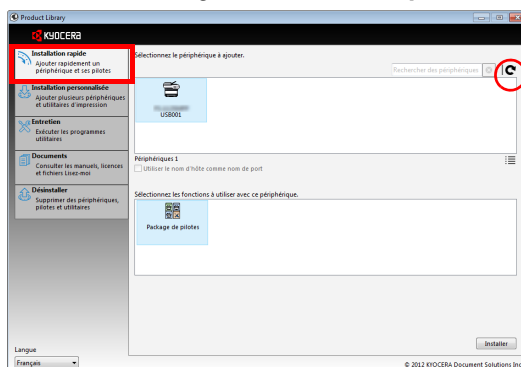 Product Library
KYOCERA
Installation rapide
Ajouter rapidement un
périphérique et ses pilotes
Installation personnalisée
Ajouter plusieurs périphériques
et utilitaires d'impression
Entretien
Exécuter les programmes
utilitaires
Documents
Consulter les manuels, licences
et fichiers Lisez-moi
Désinstaller
Supprimer des périphériques,
pilotes et utilitaires
Langue
Français
Sélectionnez le périphérique à ajouter.
Rechercher des périphériques
USB001
Périphériques 1
Utiliser le nom d'hôte comme nom de port
Sélectionnez les fonctions à utiliser avec ce périphérique.
Package de pilotes
Installer
© 2012 KYOCERA Document Solutions Inc